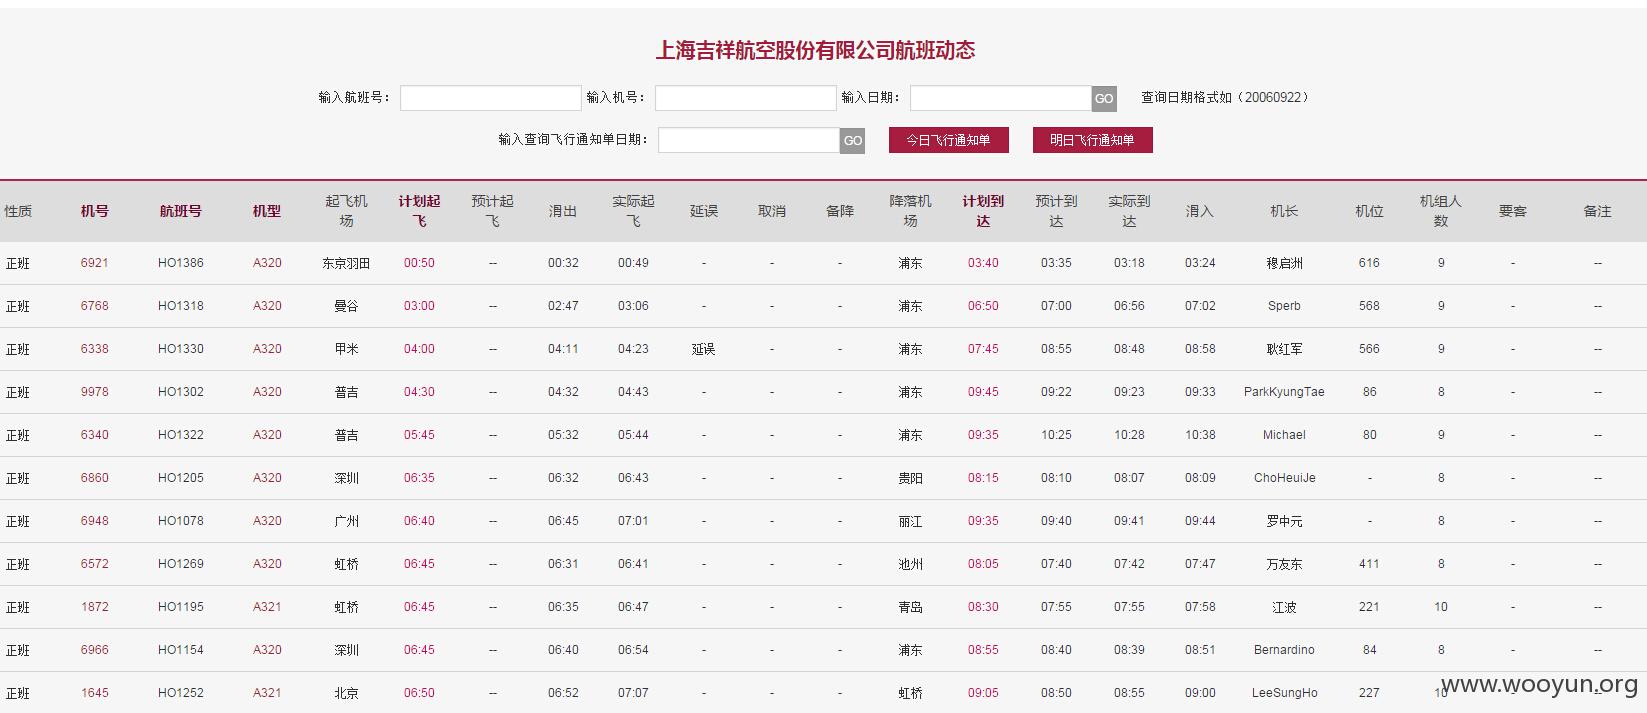 上海吉祥航空股份有限公司航班动态
输入航班号： 输入机号： 输入日期： GO 查询日期格式如（20060922）
输入查询飞行通知单日期： GO 今日飞行通知单 明日飞行通知单
性质 机号 航班号 机型 起飞机场 计划起飞 预计起飞 滑出 实际起飞 延误 取消 备降 降落机场 计划到达 预计到达 实际到达 滑入 机长 机位 机组人数 要客 备注
正班 6921 HO1386 A320 东京羽田 00:50 -- 00:32 00:49 - - - 浦东 03:40 03:35 03:18 03:24 穆启洲 616 9 - --
正班 6768 HO1318 A320 曼谷 03:00 -- 02:47 03:06 - - - 浦东 06:50 07:00 06:56 07:02 Sperb 568 9 - --
正班 6338 HO1330 A320 甲米 04:00 -- 04:11 04:23 延误 - - 浦东 07:45 08:55 08:48 08:58 耿红军 566 9 - --
正班 9978 HO1302 A320 普吉 04:30 -- 04:32 04:43 - - - 浦东 09:45 09:22 09:23 09:33 ParkKyungTae 86 8 - --
正班 6340 HO1322 A320 普吉 05:45 -- 05:32 05:44 - - - 浦东 09:35 10:25 10:28 10:38 Michael 80 9 - --
正班 6860 HO1205 A320 深圳 06:35 -- 06:32 06:43 - - - 贵阳 08:15 08:10 08:07 08:09 ChoHeuiJe - 8 - --
正班 6948 HO1078 A320 广州 06:40 -- 06:45 07:01 - - - 丽江 09:35 09:40 09:41 09:44 罗中元 - 8 - --
正班 6572 HO1269 A320 虹桥 06:45 -- 06:31 06:41 - - - 池州 08:05 07:40 07:42 07:47 万友东 411 8 - --
正班 1872 HO1195 A321 虹桥 06:45 -- 06:35 06:47 - - - 青岛 08:30 07:55 07:55 07:58 江波 221 10 - --
正班 6966 HO1154 A320 深圳 06:45 -- 06:40 06:54 - - - 浦东 08:55 08:40 08:39 08:51 Bernardino 84 8 - --
正班 1645 HO1252 A321 北京 06:50 -- 06:52 07:07 - - - 虹桥 09:05 08:50 08:55 09:00 LeeSungHo 227 10 - --
www.wooyun.org